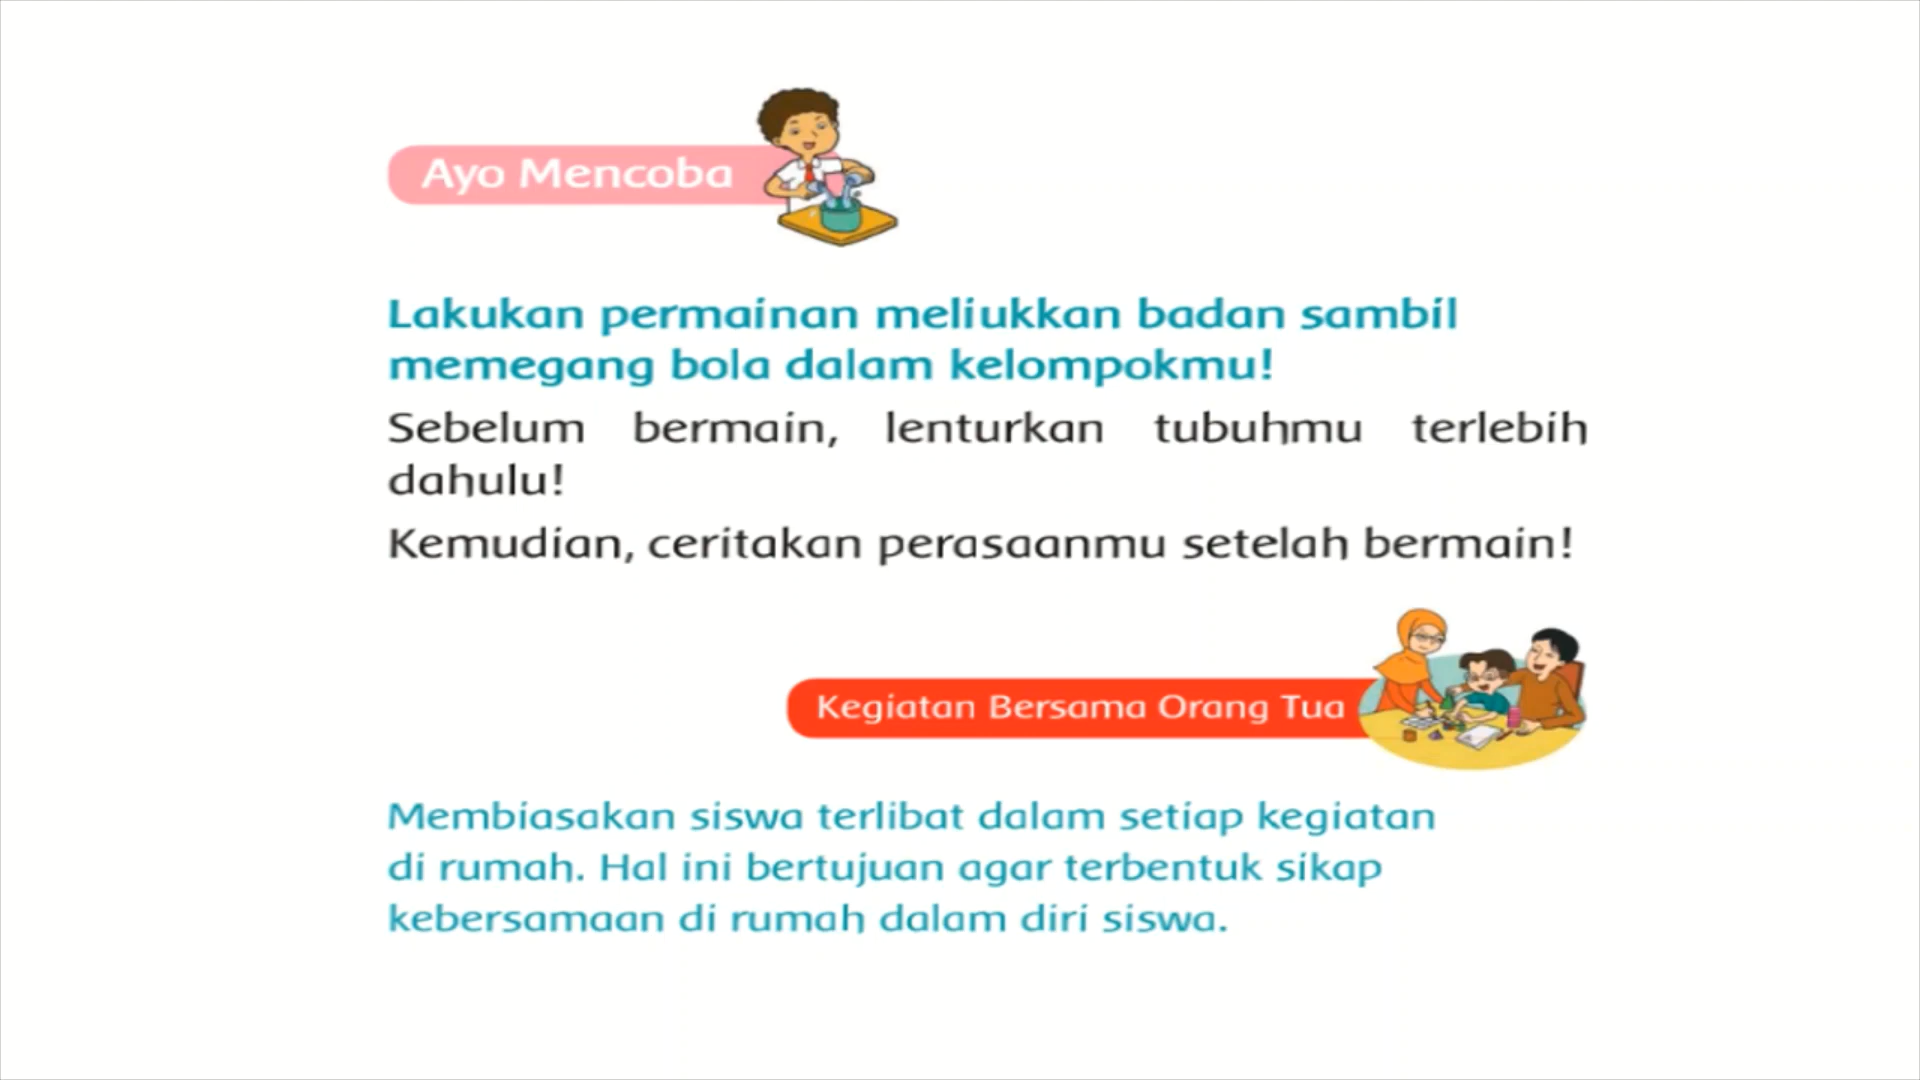 Ayo Mencoba
Lakukan permainan meliukkan badan sambil
memegang bola dalam kelompokmu!
Sebelum bermain, lenturkan tubuhmu terlebih
dahulu!
Kemudian, ceritakan perasaanmu setelah bermain!
Kegiatan Bersama Orang Tua
Membiasakan siswa terlibat dalam setiap kegiatan
di rumah. Hal ini bertujuan agar terbentuk sikap
kebersamaan di rumah dalam diri siswa.